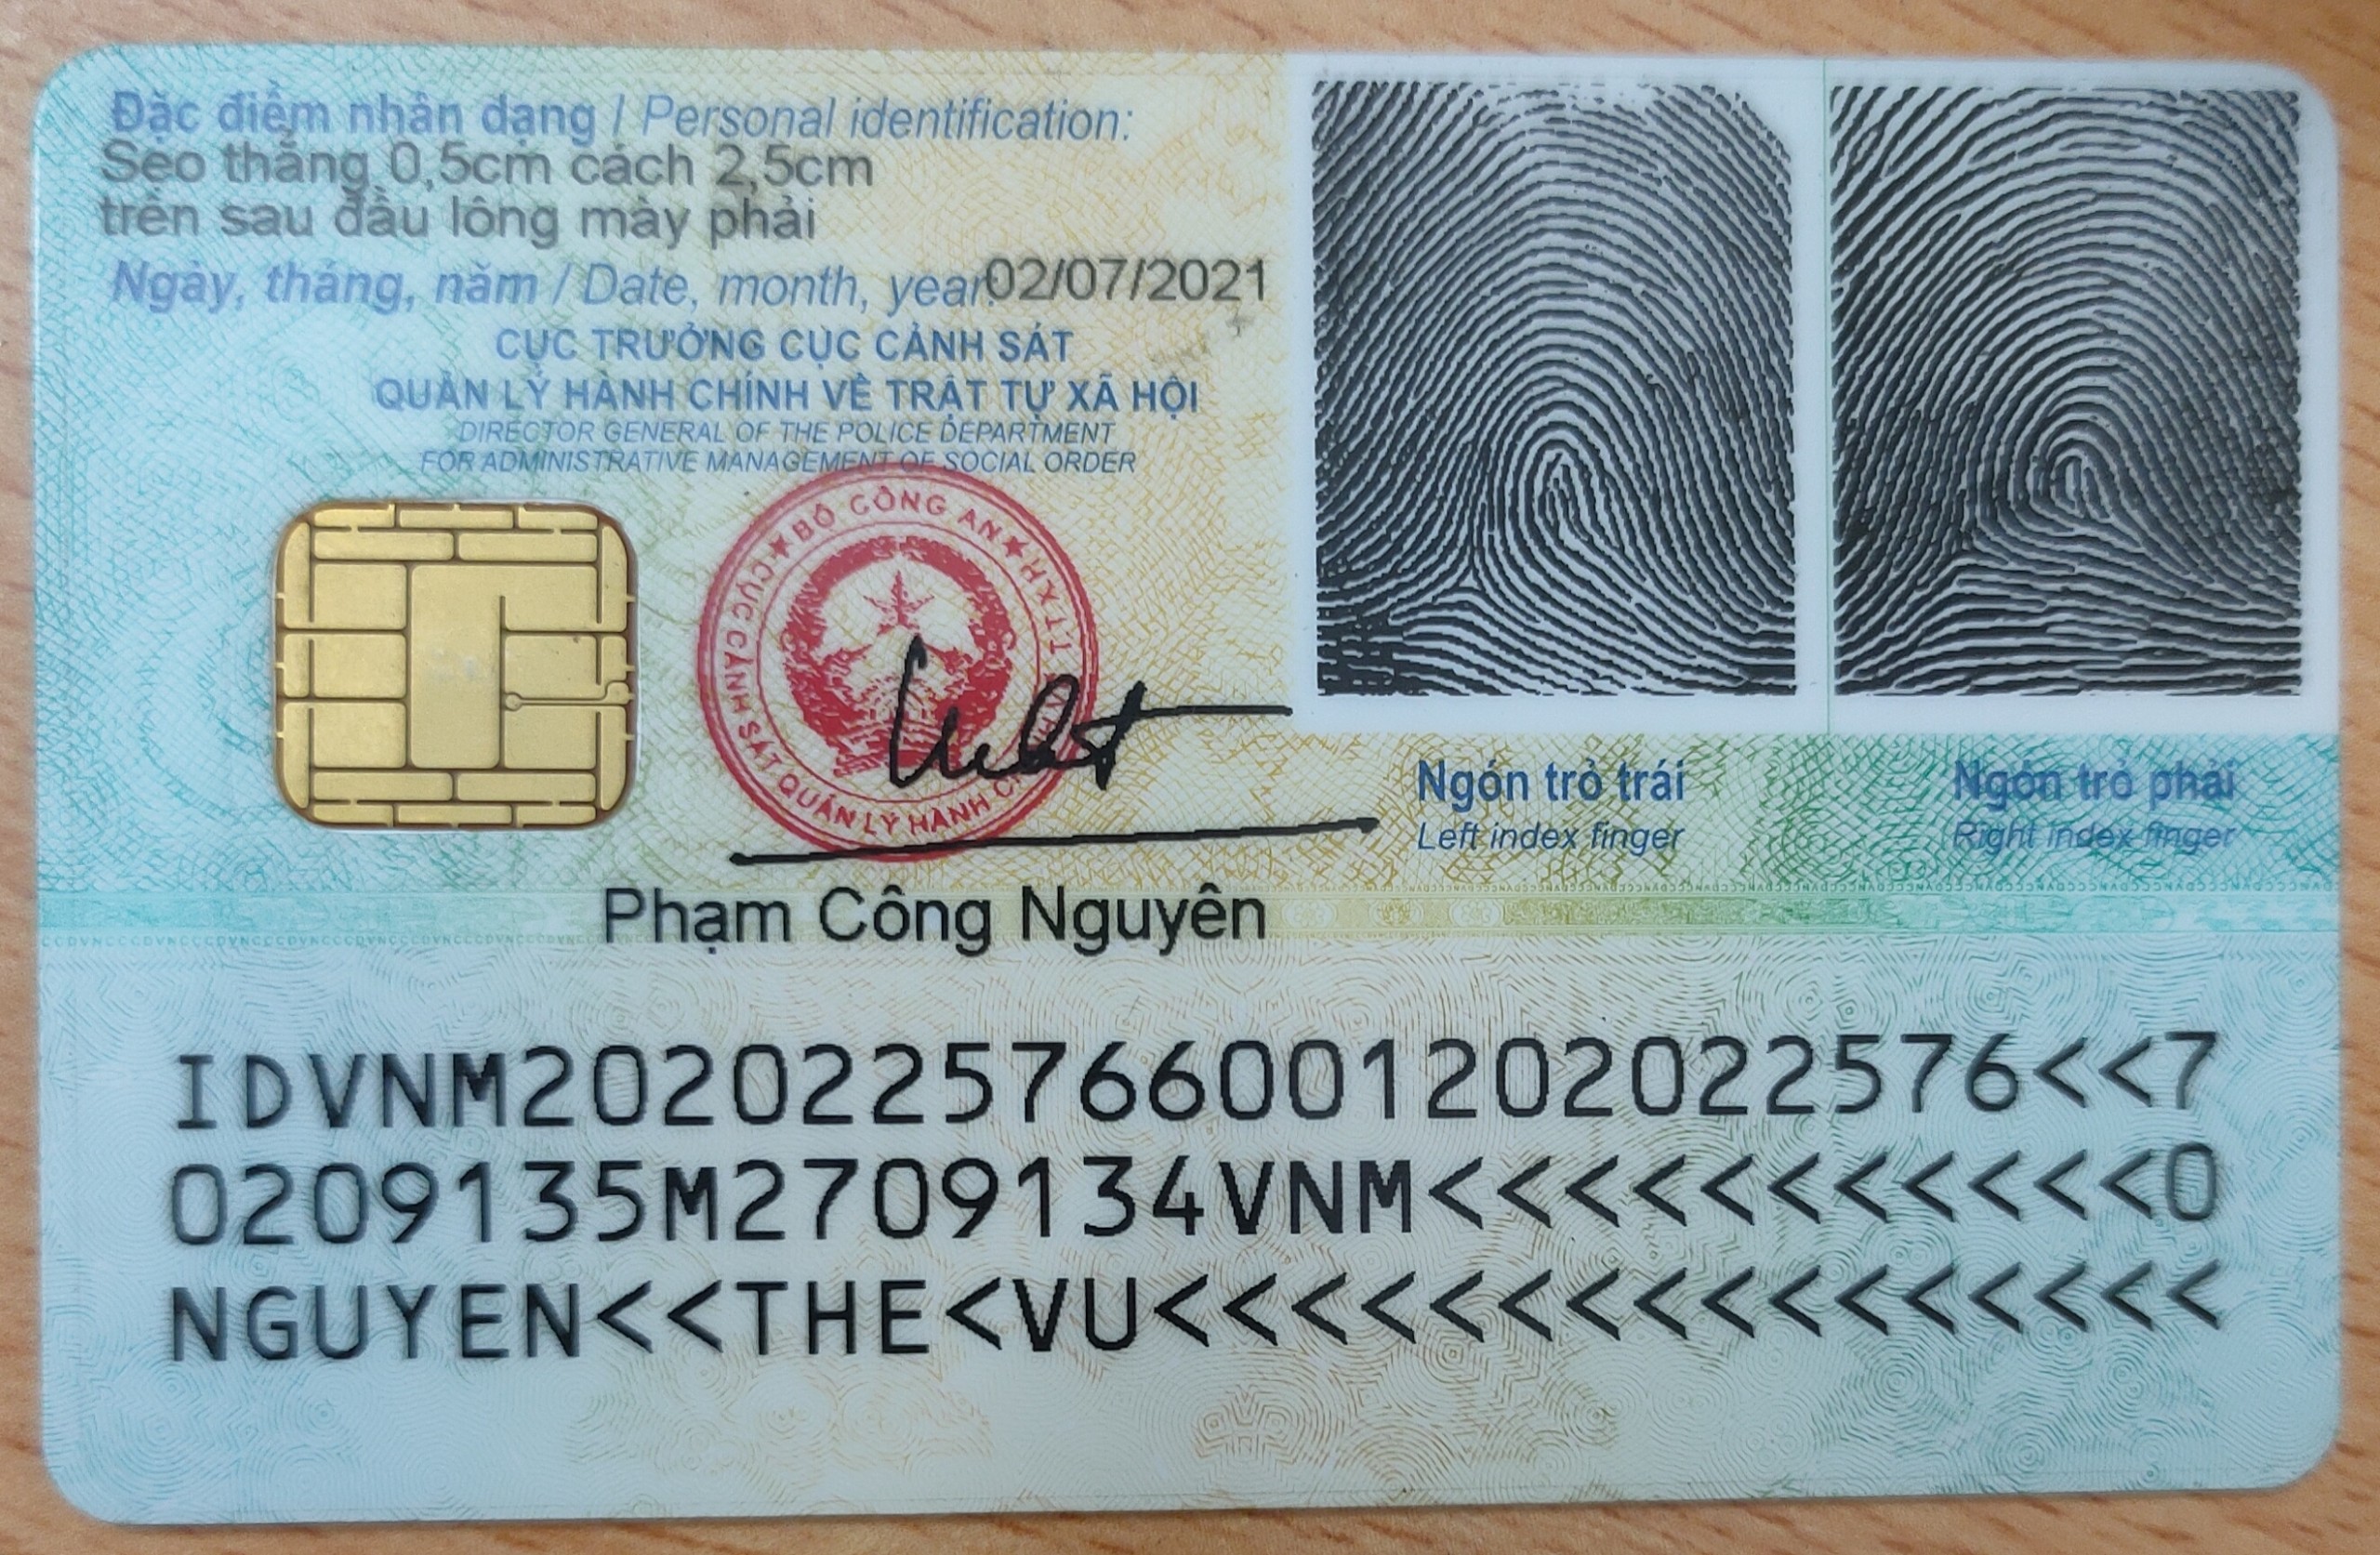 Đặc điểm nhân dạng / Personal identification:
Sẹo thẳng 0,5cm cách 2,5cm
trên sau đầu lông mày phải
Ngày, tháng, năm / Date, month, year: 02/07/2021
CỤC TRƯỞNG CỤC CẢNH SÁT
QUẢN LÝ HÀNH CHÍNH VỀ TRẬT TỰ XÃ HỘI
DIRECTOR GENERAL OF THE POLICE DEPARTMENT
FOR ADMINISTRATIVE MANAGEMENT OF SOCIAL ORDER
BỘ CÔNG AN
CỤC CẢNH SÁT QUẢN LÝ HÀNH
Phạm Công Nguyên
Ngón trỏ trái
Left index finger
Ngón trỏ phải
Right index finger
IDVNM2020225766001202022576<<7
0209135M2709134VNM<<<<<<<<<<<0
NGUYEN<<THE<VU<<<<<<<<<<<<<<<<